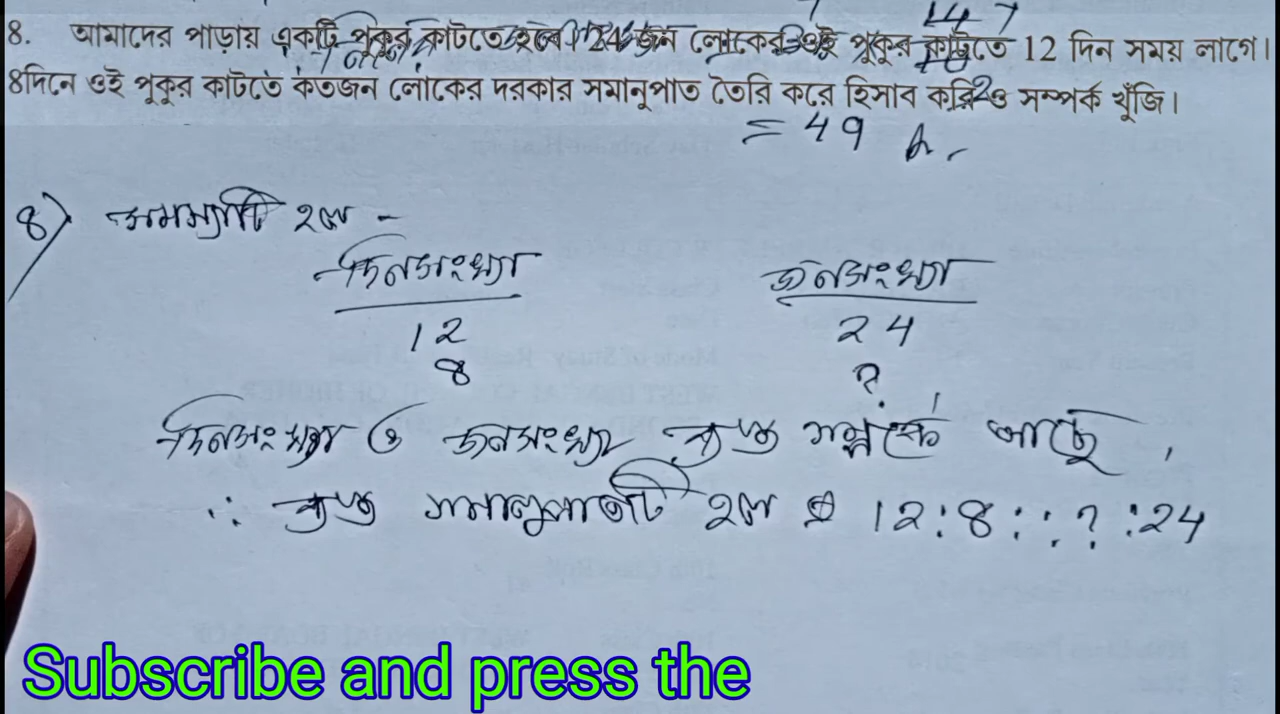 8. আমাদের পাড়ায় একটি পুকুর কাটতে হবে। 24 জন লোকের ওই পুকুর কাটতে 12 দিন সময় লাগে।
8দিনে ওই পুকুর কাটতে কতজন লোকের দরকার সমানুপাত তৈরি করে হিসাব করি ও সম্পর্ক খুঁজি।
= 49
8) সমস্যাটি হল -
দিনসংখ্যা জনসংখ্যা
12 24
8 ?
দিনসংখ্যা ও জনসংখ্যা ব্যস্ত সম্পর্কে আছে,
∴ ব্যস্ত সমানুপাতটি হল 12:8::?:24
Subscribe and press the